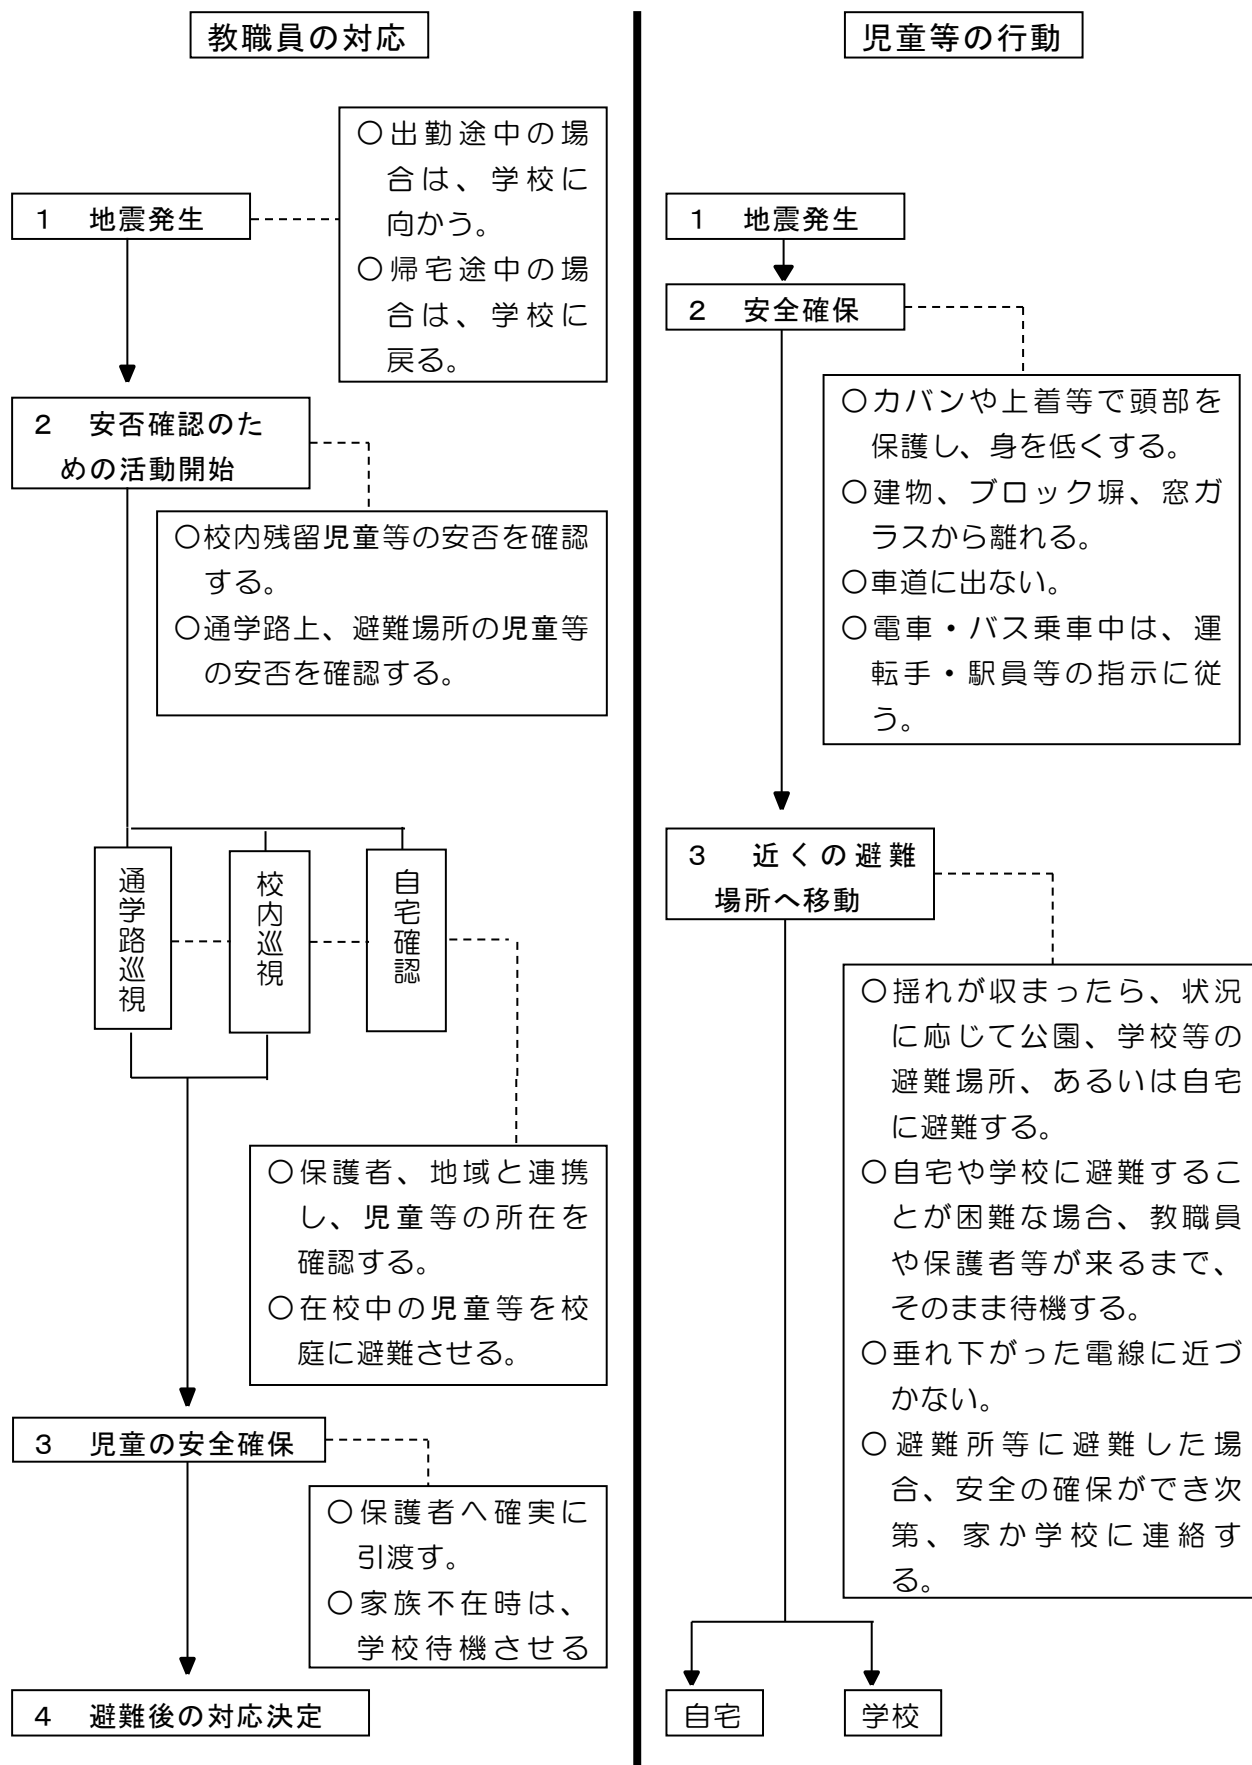 教職員の対応
○出勤途中の場
合は、学校に
向かう。
○帰宅途中の場
合は、学校に
戻る。
1 地震発生
2 安否確認のた
めの活動開始
○校内残留児童等の安否を確認
する。
○通学路上、避難場所の児童等
の安否を確認する。
通学路巡視
校内巡視
自宅確認
○保護者、地域と連携
し、児童等の所在を
確認する。
○在校中の児童等を校
庭に避難させる。
3 児童の安全確保
○保護者へ確実に
引渡す。
○家族不在時は、
学校待機させる
4 避難後の対応決定
児童等の行動
1 地震発生
2 安全確保
○カバンや上着等で頭部を
保護し、身を低くする。
○建物、ブロック塀、窓ガ
ラスから離れる。
○車道に出ない。
○電車・バス乗車中は、運
転手・駅員等の指示に従
う。
3 近くの避難
場所へ移動
○揺れが収まったら、状況
に応じて公園、学校等の
避難場所、あるいは自宅
に避難する。
○自宅や学校に避難するこ
とが困難な場合、教職員
や保護者等が来るまで、
そのまま待機する。
○垂れ下がった電線に近づ
かない。
○避難所等に避難した場
合、安全の確保ができ次
第、家か学校に連絡す
る。
自宅
学校